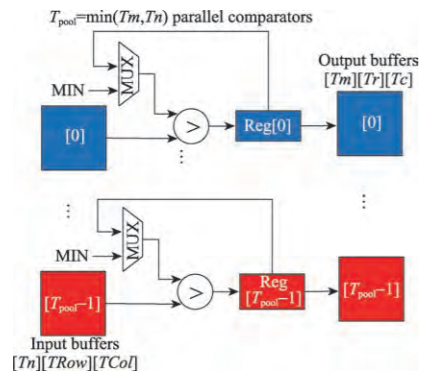 Tpool=min(Tm,Tn) parallel comparators
Output buffers
[Tm][Tr][Tc]
MUX
MIN
[0]
>
Reg[0]
[0]
...
...
...
MUX
MIN
[Tpool−1]
>
Reg
[Tpool−1]
[Tpool−1]
Input buffers
[Tn][TRow][TCol]